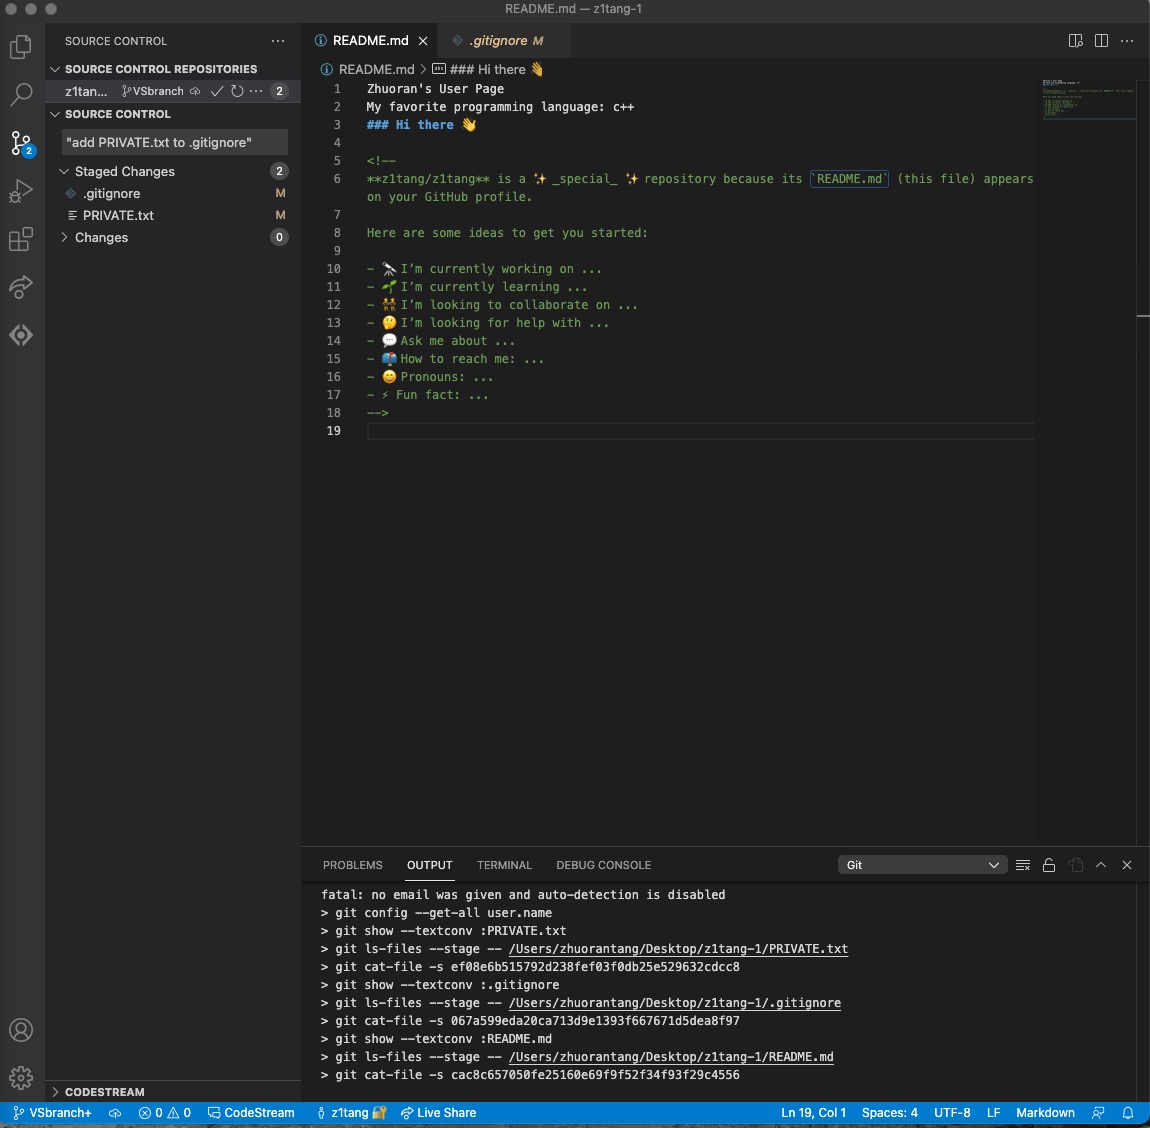 README.md — z1tang-1
SOURCE CONTROL
SOURCE CONTROL REPOSITORIES
z1tang... VSbranch 2
SOURCE CONTROL
"add PRIVATE.txt to .gitignore"
Staged Changes 2
.gitignore M
PRIVATE.txt M
Changes 0
2
CODESTREAM
README.md .gitignore M
README.md > ### Hi there 👋
1 Zhuoran's User Page
2 My favorite programming language: c++
3 ### Hi there 👋
4
5 <!--
6 **z1tang/z1tang** is a ✨ _special_ ✨ repository because its `README.md` (this file) appears
on your GitHub profile.
7
8 Here are some ideas to get you started:
9
10 - 🔭 I’m currently working on ...
11 - 🌱 I’m currently learning ...
12 - 👯 I’m looking to collaborate on ...
13 - 🤔 I’m looking for help with ...
14 - 💬 Ask me about ...
15 - 📫 How to reach me: ...
16 - 😄 Pronouns: ...
17 - ⚡ Fun fact: ...
18 -->
19
PROBLEMS OUTPUT TERMINAL DEBUG CONSOLE Git
fatal: no email was given and auto-detection is disabled
> git config --get-all user.name
> git show --textconv :PRIVATE.txt
> git ls-files --stage -- /Users/zhuorantang/Desktop/z1tang-1/PRIVATE.txt
> git cat-file -s ef08e6b515792d238fef03f0db25e529632cdcc8
> git show --textconv :.gitignore
> git ls-files --stage -- /Users/zhuorantang/Desktop/z1tang-1/.gitignore
> git cat-file -s 067a599eda20ca713d9e1393f667671d5dea8f97
> git show --textconv :README.md
> git ls-files --stage -- /Users/zhuorantang/Desktop/z1tang-1/README.md
> git cat-file -s cac8c657050fe25160e69f9f52f34f93f29c4556
VSbranch+ 0 0 CodeStream z1tang 🔐 Live Share Ln 19, Col 1 Spaces: 4 UTF-8 LF Markdown